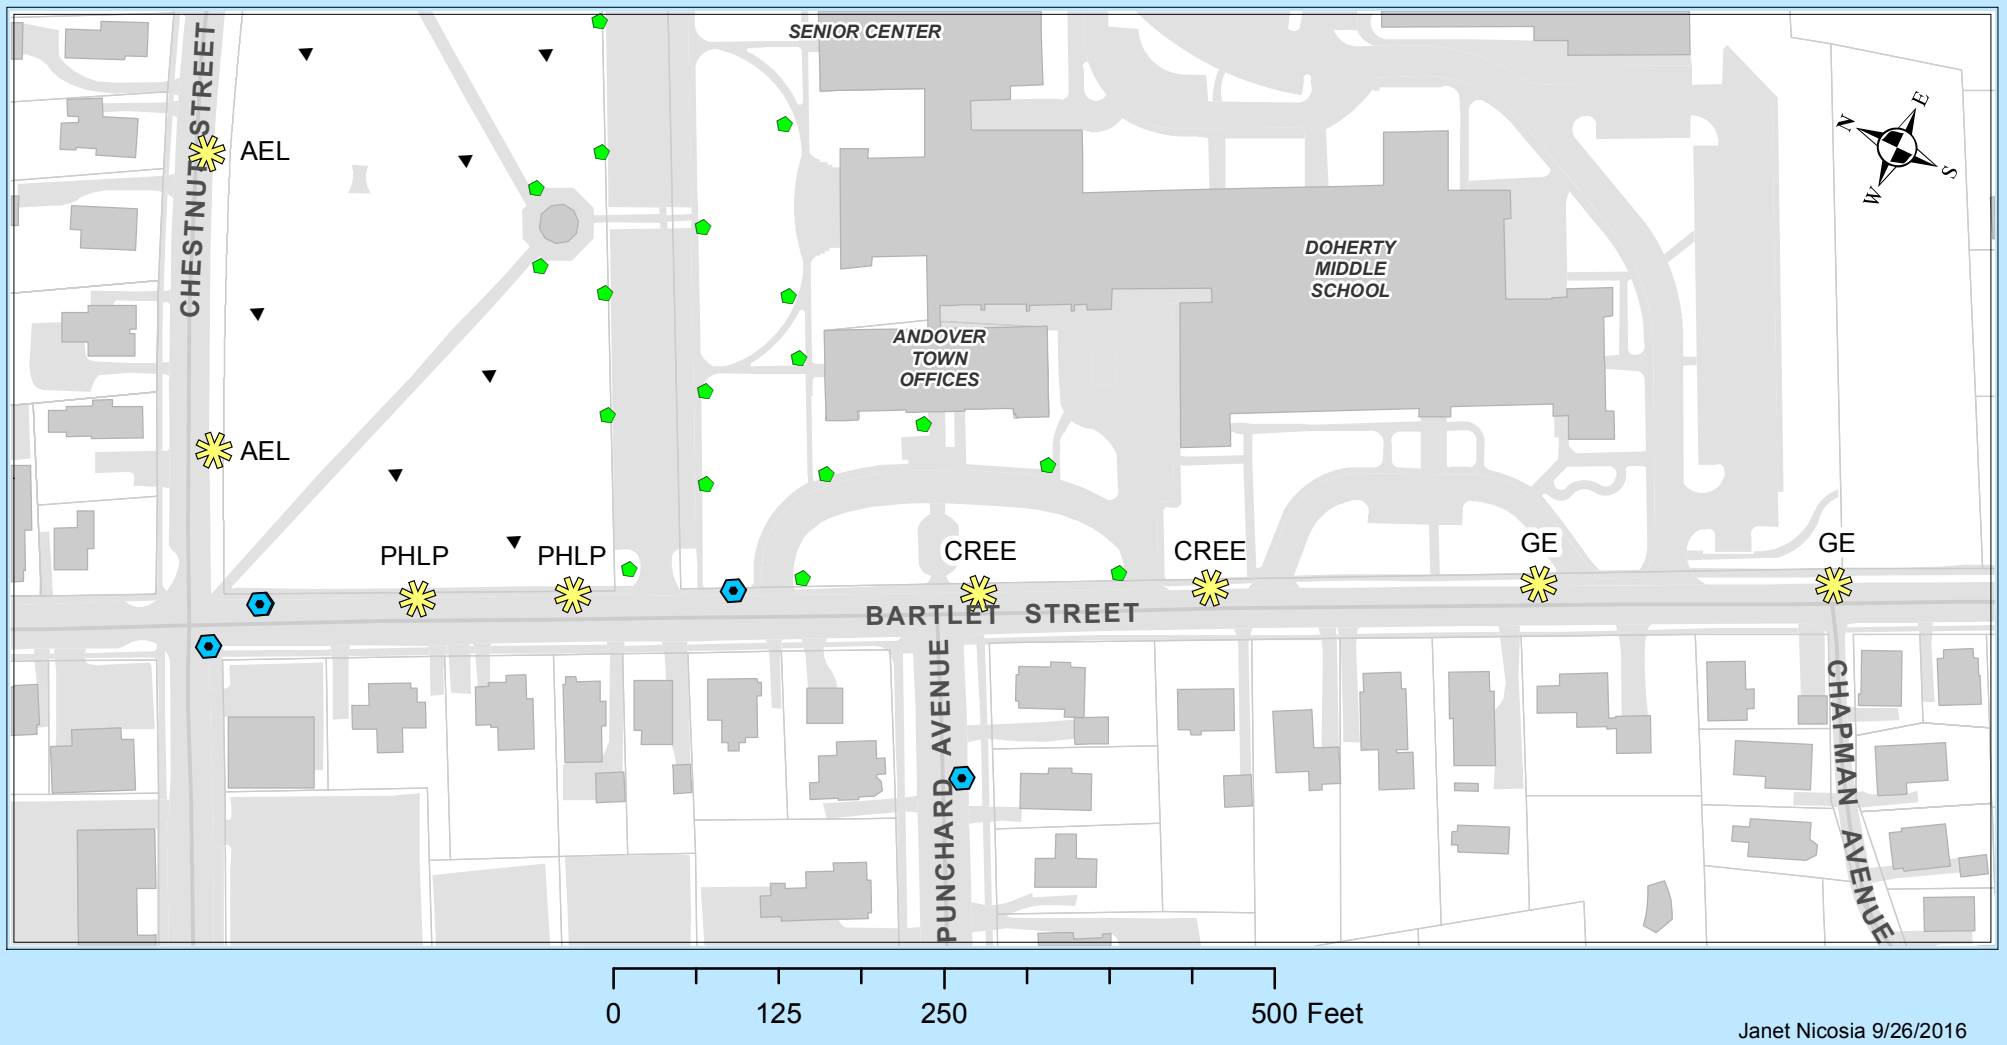 SENIOR CENTER
CHESTNUT STREET
AEL
N
E
S
W
DOHERTY
MIDDLE
SCHOOL
ANDOVER
TOWN
OFFICES
AEL
PHLP
PHLP
CREE
CREE
GE
GE
BARTLET STREET
PUNCHARD AVENUE
CHAPMAN AVENUE
0
125
250
500 Feet
Janet Nicosia 9/26/2016